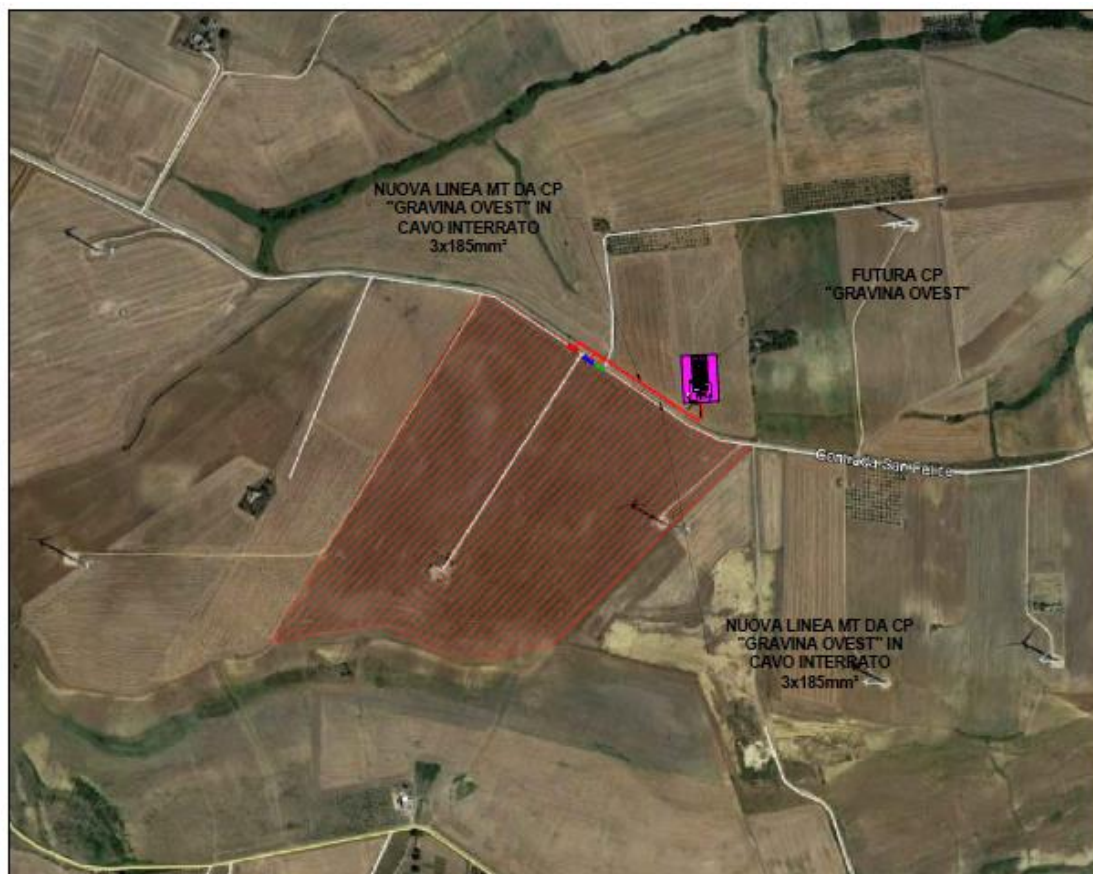 NUOVA LINEA MT DA CP
"GRAVINA OVEST" IN
CAVO INTERRATO
3x185mm²
FUTURA CP
"GRAVINA OVEST"
Contrada San Felice
NUOVA LINEA MT DA CP
"GRAVINA OVEST" IN
CAVO INTERRATO
3x185mm²